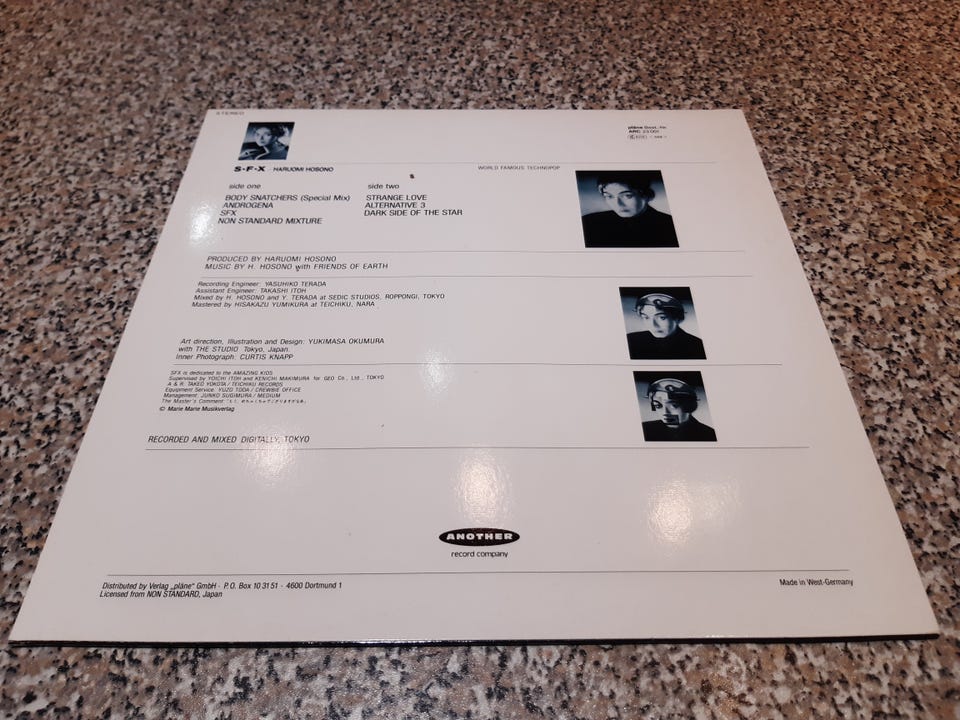 STEREO
pläne Best.-Nr.
S·F·X · HARUOMI HOSONO
WORLD FAMOUS TECHNOPOP
side one
BODY SNATCHERS (Special Mix)
ANDROGENA
SFX
NON STANDARD MIXTURE
side two
STRANGE LOVE
ALTERNATIVE 3
DARK SIDE OF THE STAR
PRODUCED BY HARUOMI HOSONO
MUSIC BY H. HOSONO with FRIENDS OF EARTH
Recording Engineer: YASUHIKO TERADA
Assistant Engineer: TAKASHI ITOH
Mixed by H. HOSONO and Y. TERADA at SEDIC STUDIOS, ROPPONGI, TOKYO
Mastered by HISAKAZU YUMIKURA at TEICHIKU, NARA
Art direction, Illustration and Design: YUKIMASA OKUMURA
with THE STUDIO Tokyo, Japan.
Inner Photograph: CURTIS KNAPP
SFX is dedicated to the AMAZING KIDS
Supervised by YOICHI ITOH and KENICHI MAKIMURA for GEO Co., Ltd., TOKYO
A & R. TAKEO YOKOTA / TEICHIKU RECORDS
Equipment Service: YUZO TODA / CREWBIE OFFICE
Management: JUNKO SUGIMURA / MEDIUM
The Master's Comment:
© Marie Marie Musikverlag
RECORDED AND MIXED DIGITALLY, TOKYO
ANOTHER
record company
Distributed by Verlag „pläne" GmbH · P. O. Box 10 31 51 · 4600 Dortmund 1
Licensed from NON STANDARD, Japan
Made in West-Germany